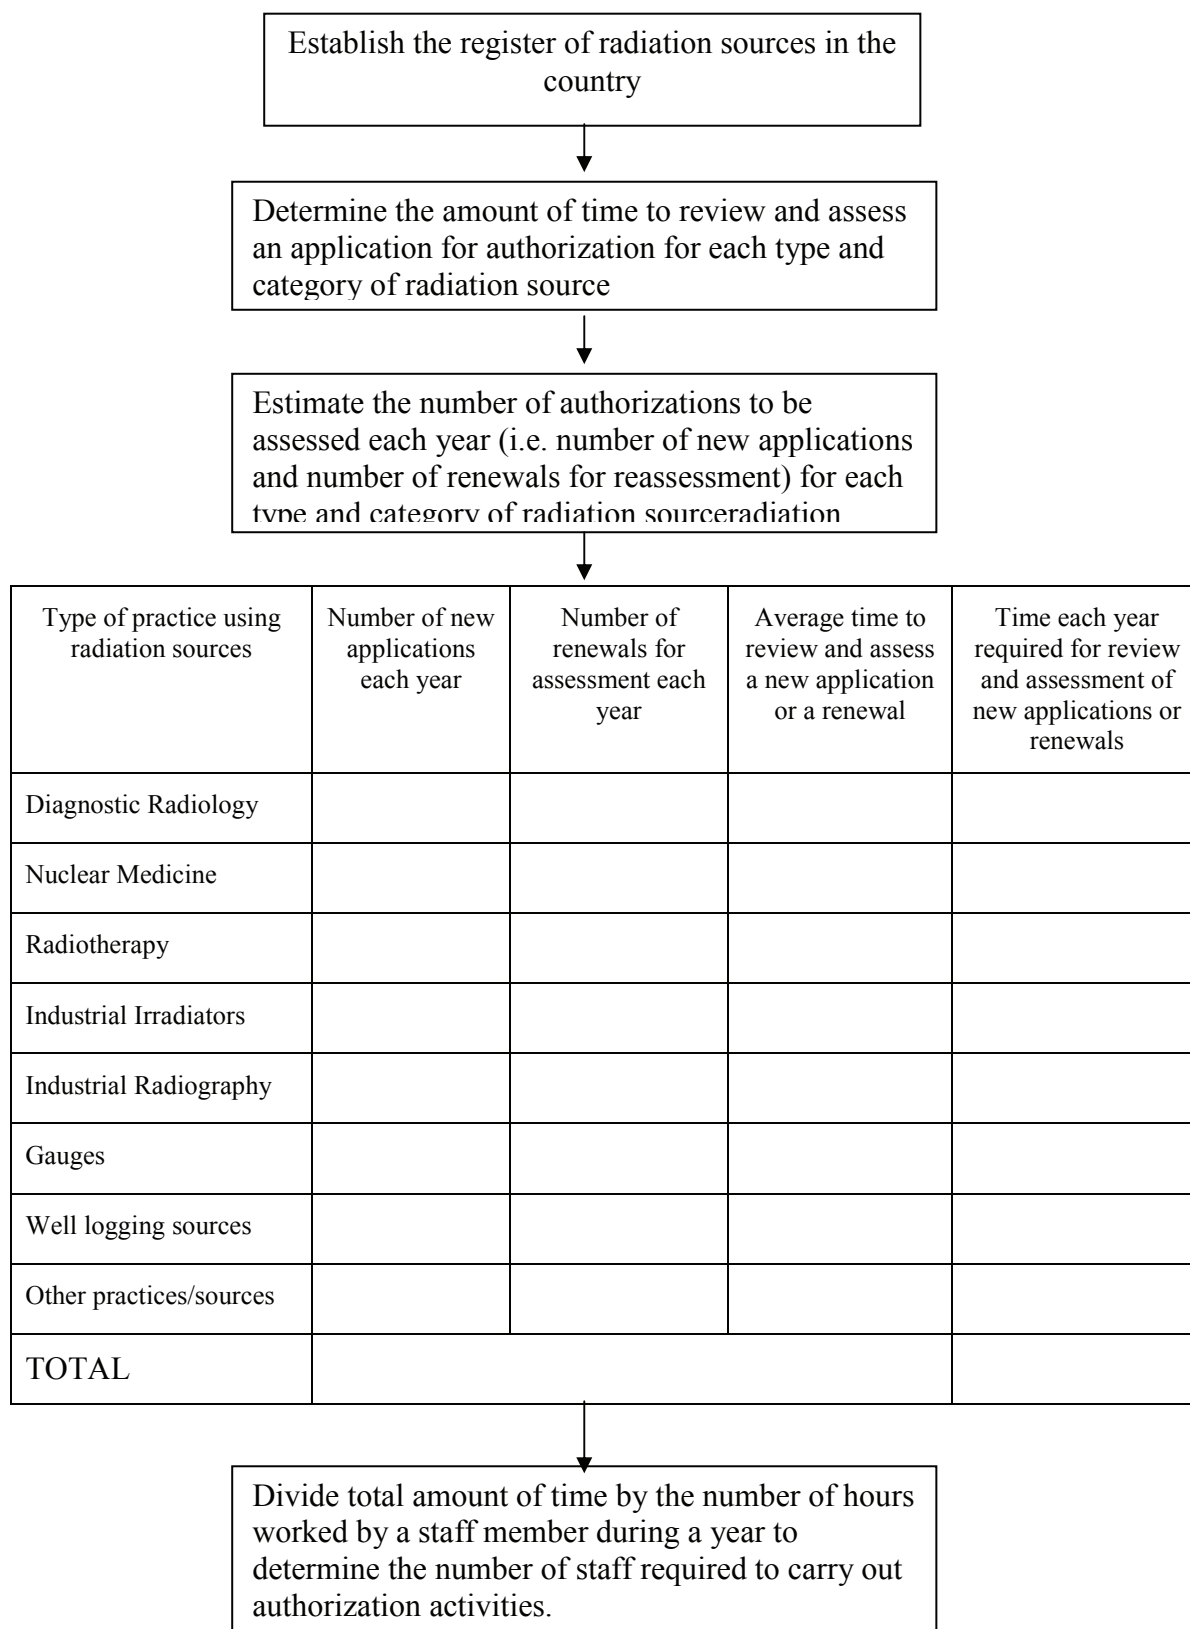 Establish the register of radiation sources in the
country
Determine the amount of time to review and assess
an application for authorization for each type and
category of radiation source
Estimate the number of authorizations to be
assessed each year (i.e. number of new applications
and number of renewals for reassessment) for each
type and category of radiation sourceradiation
Type of practice using
radiation sources
Number of new
applications
each year
Number of
renewals for
assessment each
year
Average time to
review and assess
a new application
or a renewal
Time each year
required for review
and assessment of
new applications or
renewals
Diagnostic Radiology
Nuclear Medicine
Radiotherapy
Industrial Irradiators
Industrial Radiography
Gauges
Well logging sources
Other practices/sources
TOTAL
Divide total amount of time by the number of hours
worked by a staff member during a year to
determine the number of staff required to carry out
authorization activities.